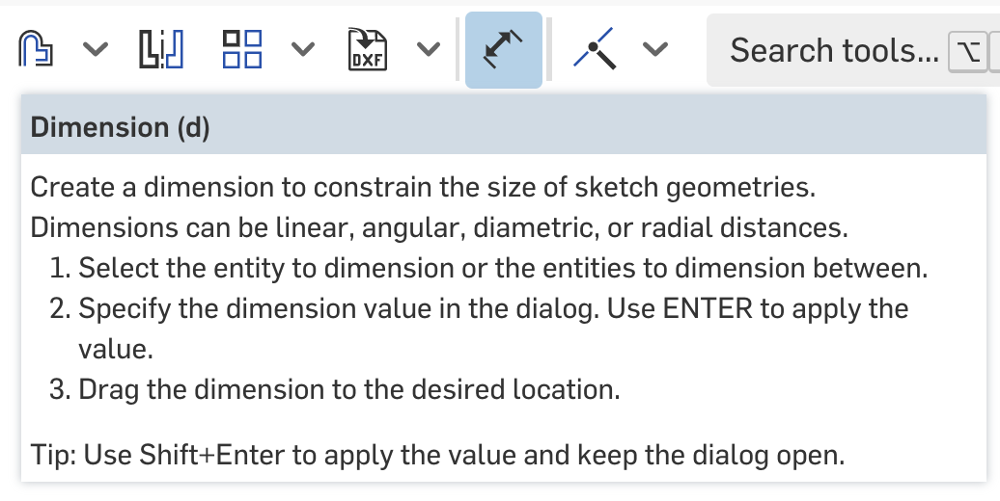 DXF
Search tools... ⌥
Dimension (d)
Create a dimension to constrain the size of sketch geometries.
Dimensions can be linear, angular, diametric, or radial distances.
1. Select the entity to dimension or the entities to dimension between.
2. Specify the dimension value in the dialog. Use ENTER to apply the
value.
3. Drag the dimension to the desired location.
Tip: Use Shift+Enter to apply the value and keep the dialog open.